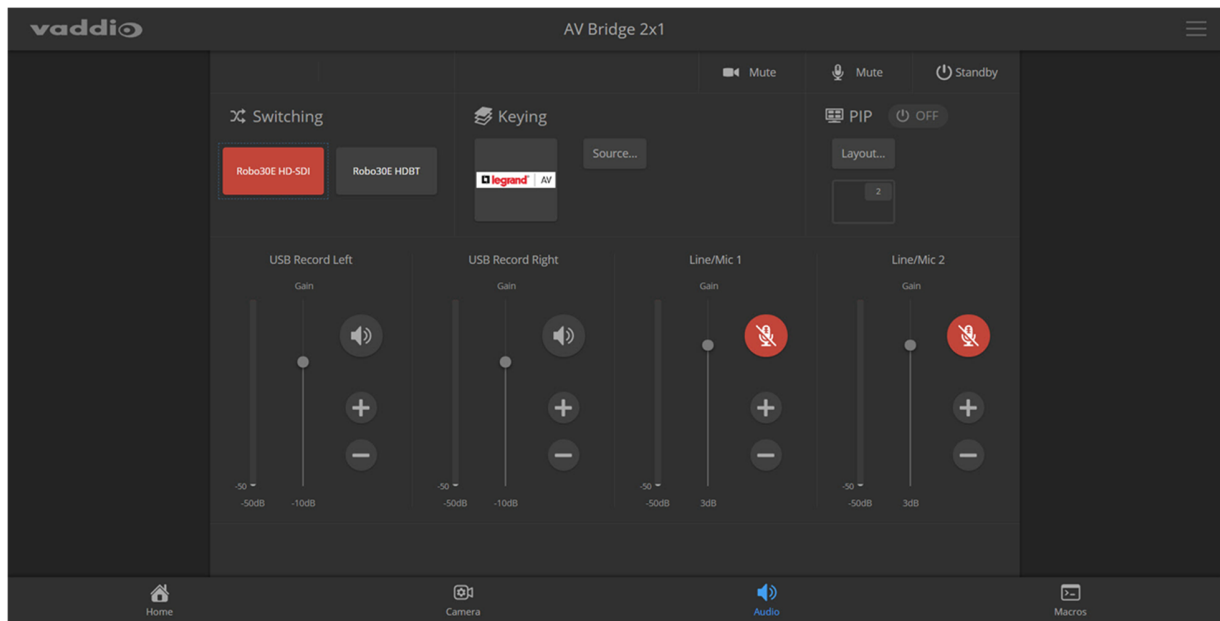 vaddio
AV Bridge 2x1
Mute
Mute
Standby
Switching
Keying
PIP
OFF
Robo30E HD-SDI
Robo30E HDBT
legrand® AV
Source...
Layout...
2
USB Record Left
USB Record Right
Line/Mic 1
Line/Mic 2
Gain
Gain
Gain
Gain
-50
-50
-50
-50
-50dB
-10dB
-50dB
-10dB
-50dB
3dB
-50dB
3dB
Home
Camera
Audio
Macros